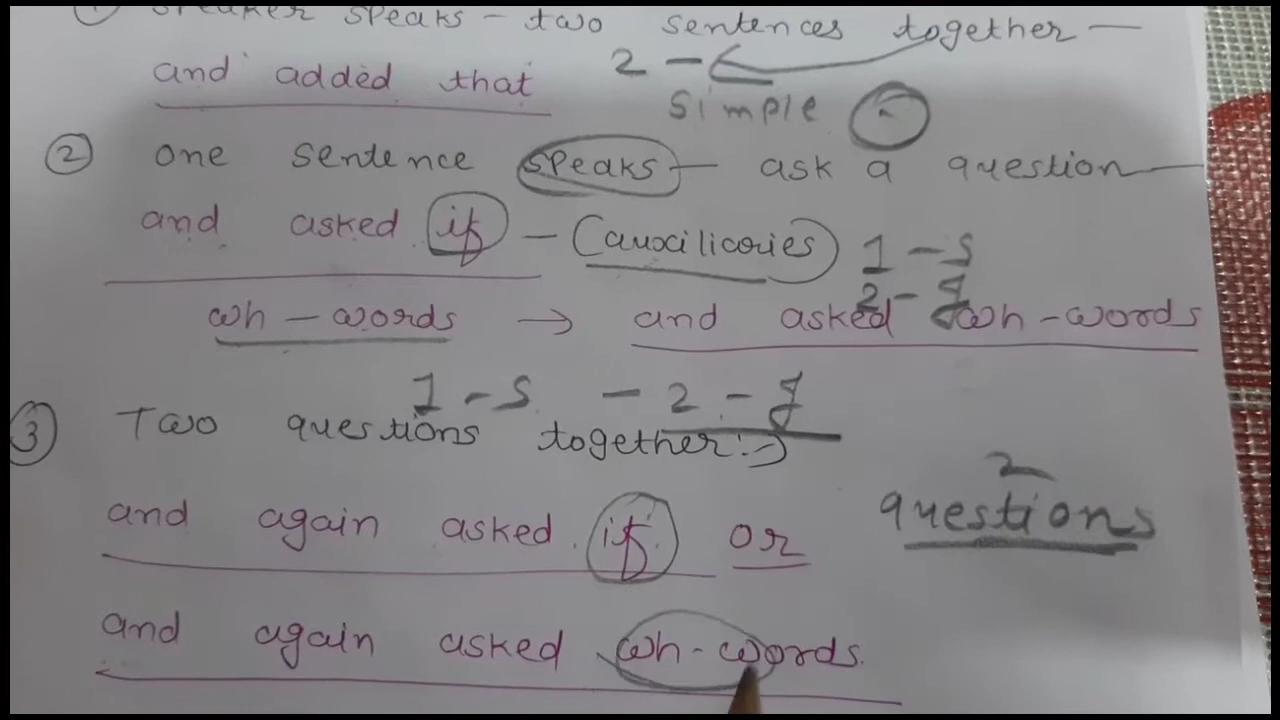 ① Speaker speaks - two sentences together —
and added that 2 -
Simple
② one sentence speaks — ask a question —
and asked if - (auxilicaries) 1 - S
2 - q
wh - words → and asked wh - words
1 - S - 2 - q
③ Two questions together :->
2
and again asked if or questions
and again asked wh - words.